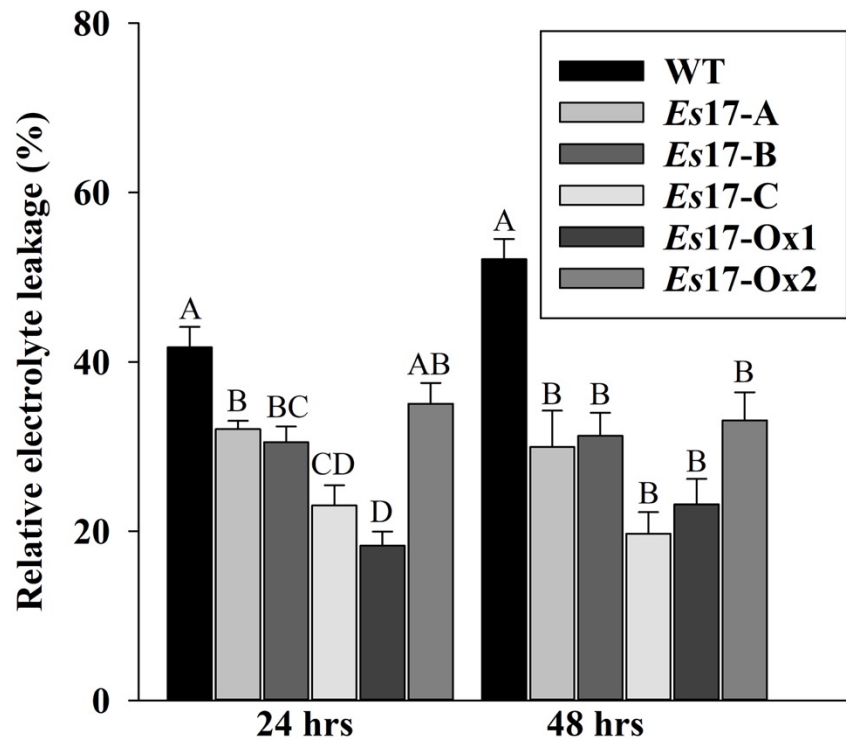 Relative electrolyte leakage (%)
80
60
40
20
0
WT
Es17-A
Es17-B
Es17-C
Es17-Ox1
Es17-Ox2
A
B
BC
CD
D
AB
A
B
B
B
B
B
24 hrs
48 hrs